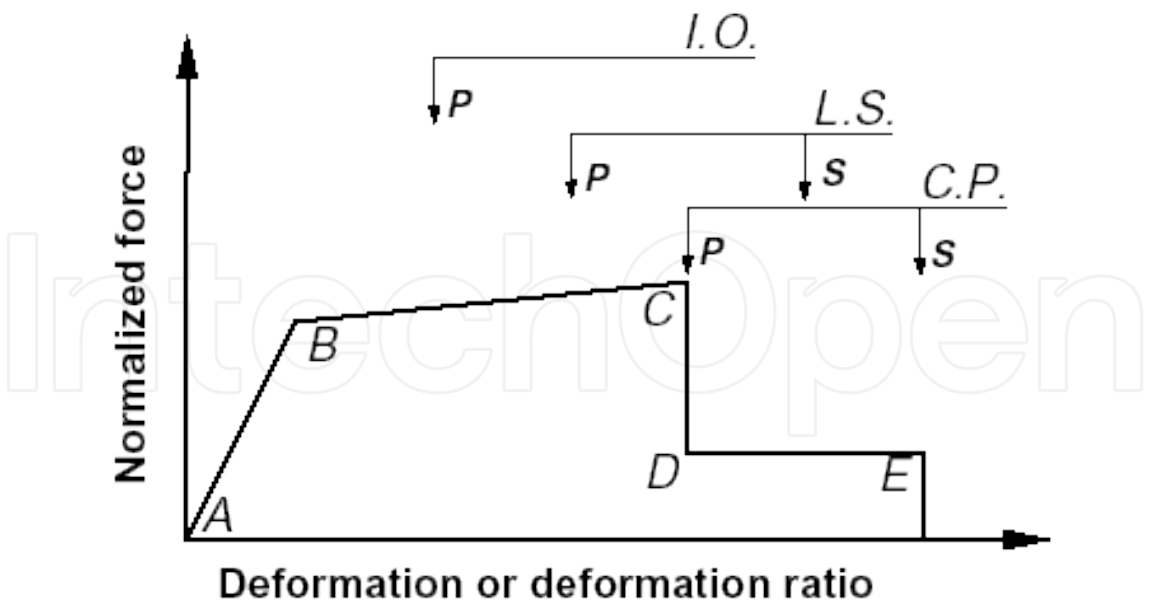 I.O.
P
L.S.
P
S
C.P.
P
S
Normalized force
IntechOpen
C
B
D
E
A
Deformation or deformation ratio